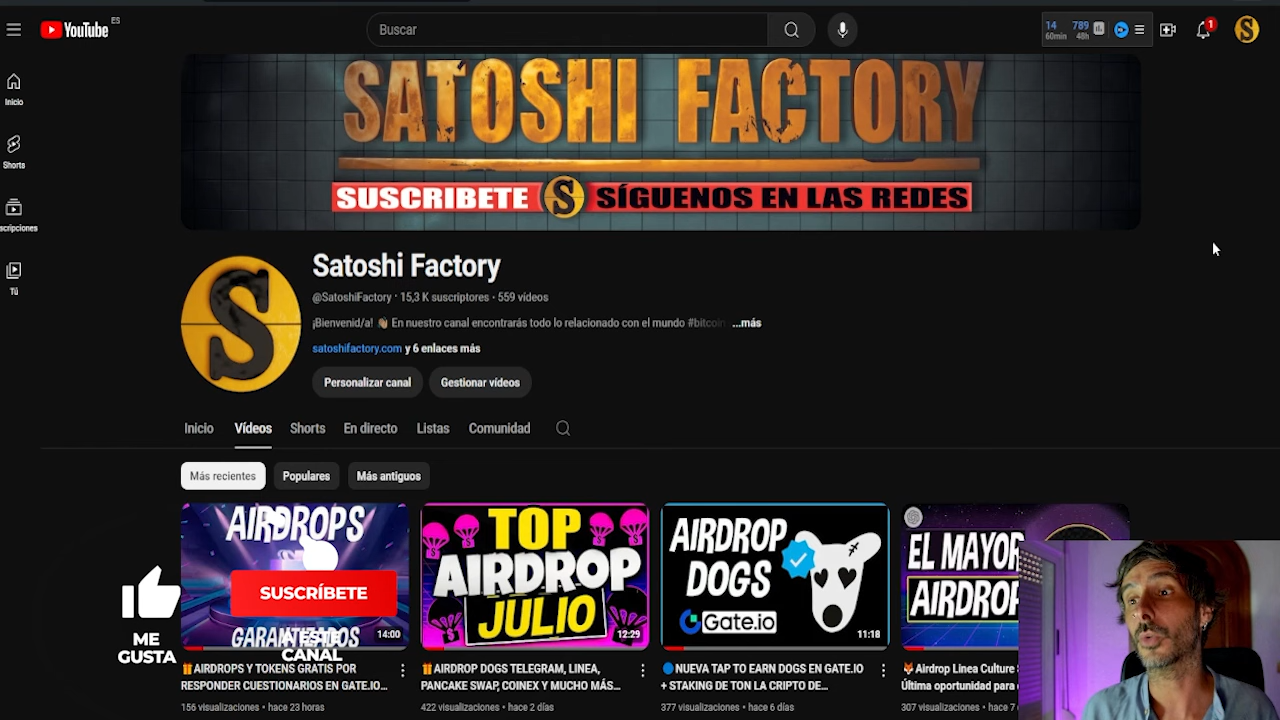 YouTube
ES
Buscar
14
60min
789
48h
1
Inicio
Shorts
scripciones
Tú
SATOSHI FACTORY
SUSCRIBETE S SÍGUENOS EN LAS REDES
S
Satoshi Factory
@SatoshiFactory · 15,3 K suscriptores · 559 vídeos
¡Bienvenid/a! 👋 En nuestro canal encontrarás todo lo relacionado con el mundo #bitcoin ...más
satoshifactory.com y 6 enlaces más
Personalizar canal
Gestionar vídeos
Inicio
Vídeos
Shorts
En directo
Listas
Comunidad
Más recientes
Populares
Más antiguos
AIRDROPS
GARANTIZADOS
14:00
ME
GUSTA
SUSCRÍBETE
A ESTE
CANAL
🎁AIRDROPS Y TOKENS GRATIS POR
RESPONDER CUESTIONARIOS EN GATE.IO...
156 visualizaciones · hace 23 horas
TOP
AIRDROP
JULIO
12:29
🎁AIRDROP DOGS TELEGRAM, LINEA,
PANCAKE SWAP, COINEX Y MUCHO MÁS...
422 visualizaciones · hace 2 días
AIRDROP
DOGS
Gate.io
11:18
🔵NUEVA TAP TO EARN DOGS EN GATE.IO
+ STAKING DE TON LA CRIPTO DE...
377 visualizaciones · hace 6 días
EL MAYOR
AIRDROP
🦊Airdrop Linea Culture
Última oportunidad para
307 visualizaciones · hace 7